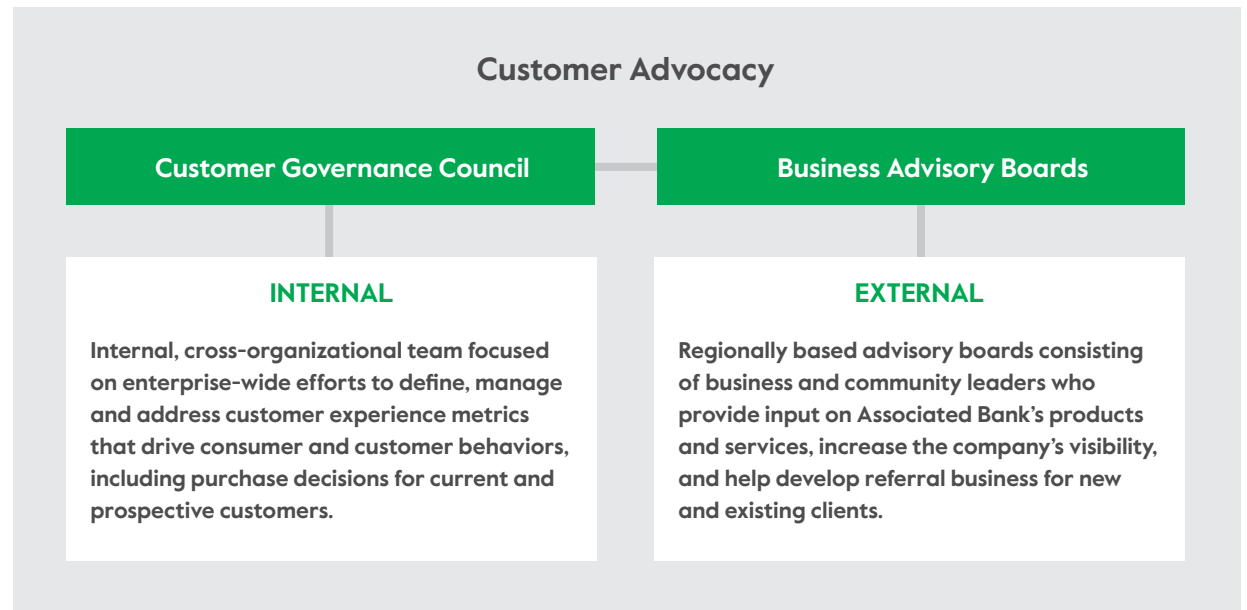 Customer Advocacy
Customer Governance Council
Business Advisory Boards
INTERNAL
Internal, cross-organizational team focused
on enterprise-wide efforts to define, manage
and address customer experience metrics
that drive consumer and customer behaviors,
including purchase decisions for current and
prospective customers.
EXTERNAL
Regionally based advisory boards consisting
of business and community leaders who
provide input on Associated Bank's products
and services, increase the company's visibility,
and help develop referral business for new
and existing clients.